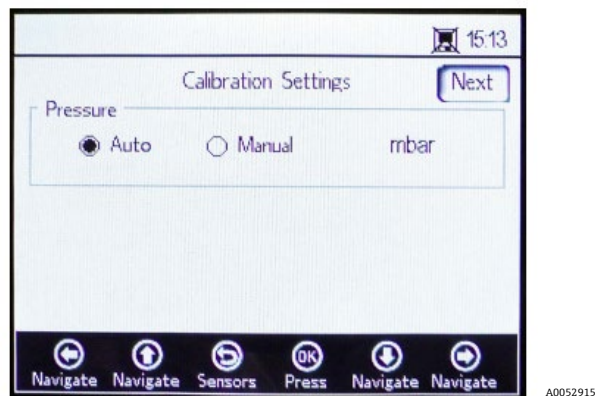 15:13
Calibration Settings
Next
Pressure
Auto
Manual
mbar
OK
Navigate Navigate Sensors Press Navigate Navigate
A0052915